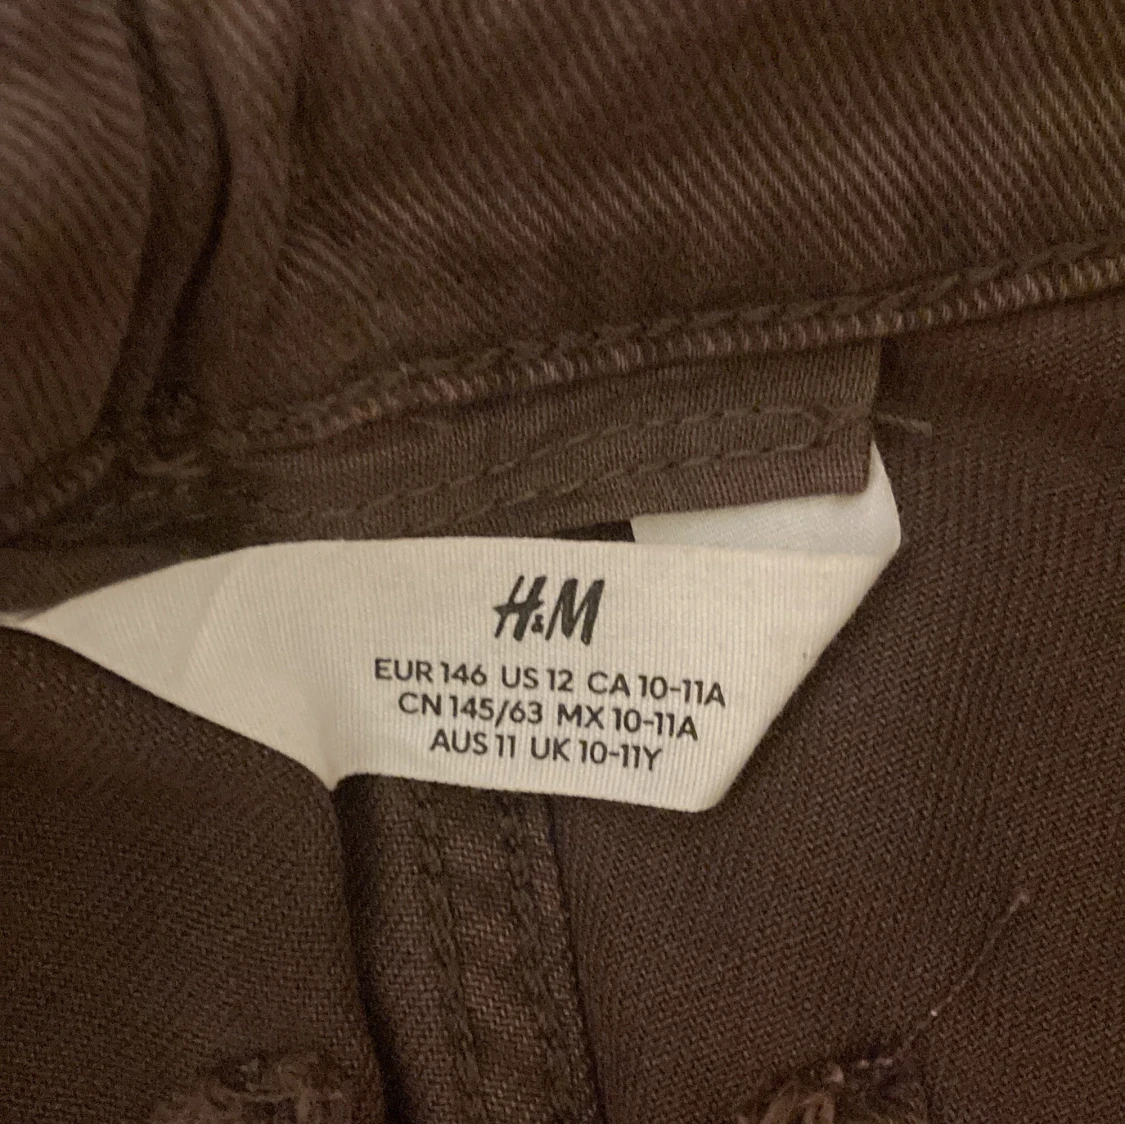 H&M
EUR 146 US 12 CA 10-11A
CN 145/63 MX 10-11A
AUS 11 UK 10-11Y